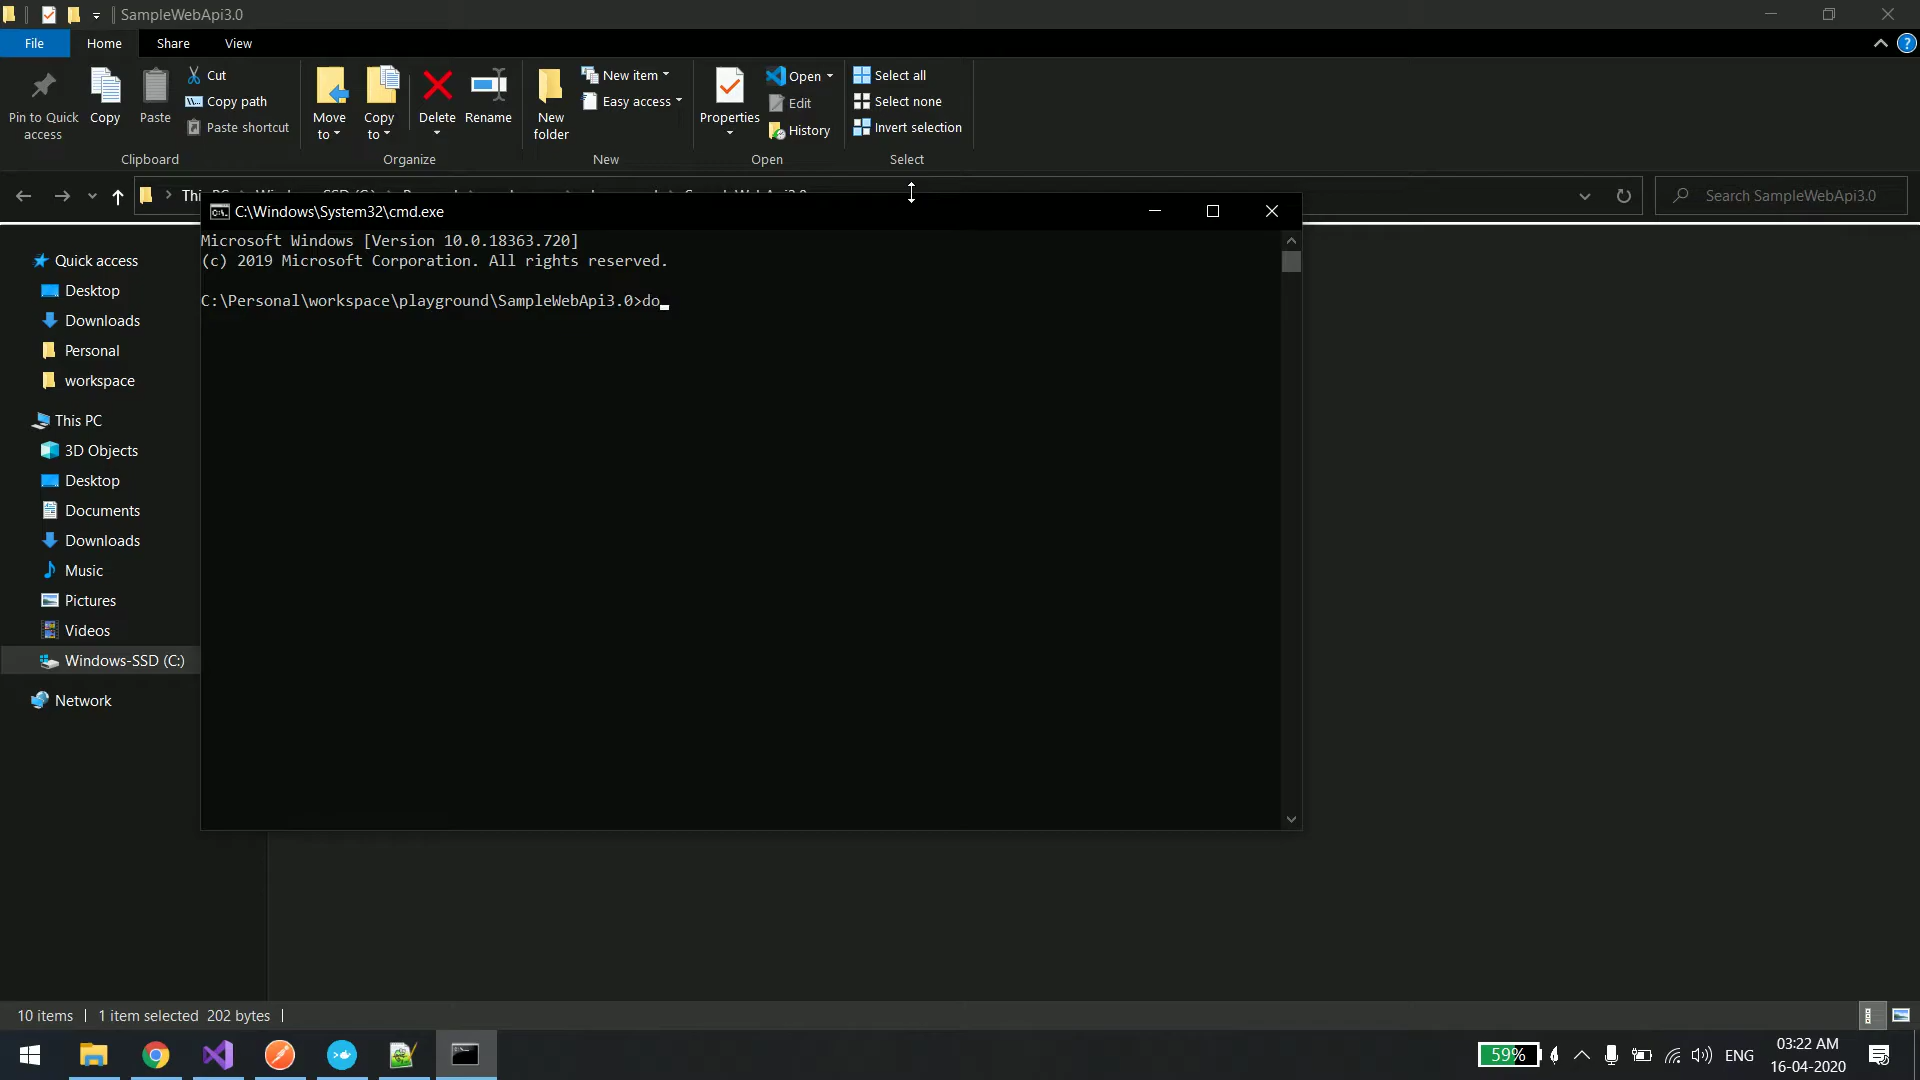 SampleWebApi3.0
File Home Share View
Pin to Quick access
Copy
Paste
Cut
Copy path
Paste shortcut
Clipboard
Move to
Copy to
Delete
Rename
Organize
New folder
New item
Easy access
New
Properties
Open
Edit
History
Open
Select all
Select none
Invert selection
Select
Search SampleWebApi3.0
C:\Windows\System32\cmd.exe
Microsoft Windows [Version 10.0.18363.720]
(c) 2019 Microsoft Corporation. All rights reserved.
C:\Personal\workspace\playground\SampleWebApi3.0>do
Quick access
Desktop
Downloads
Personal
workspace
This PC
3D Objects
Desktop
Documents
Downloads
Music
Pictures
Videos
Windows-SSD (C:)
Network
10 items 1 item selected 202 bytes
59%
ENG
03:22 AM
16-04-2020